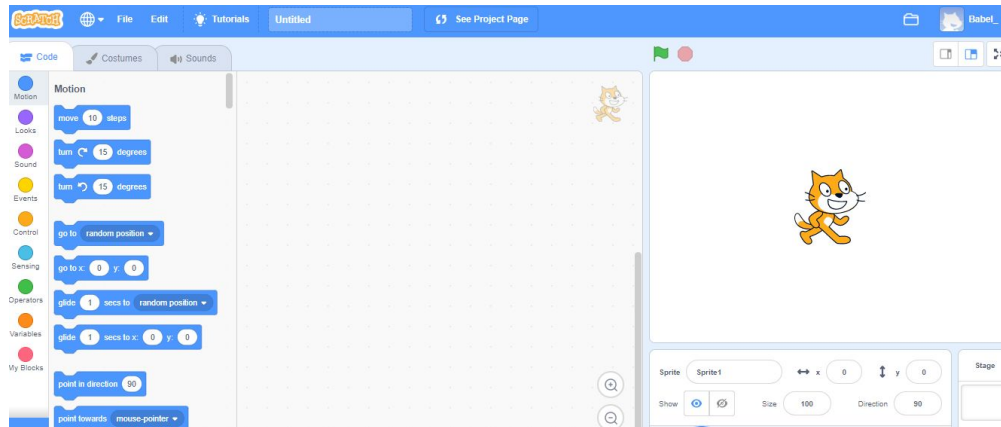 SCRATCH File Edit Tutorials Untitled See Project Page Babel_
Code Costumes Sounds
Motion
Looks
Sound
Events
Control
Sensing
Operators
Variables
My Blocks
Motion
move 10 steps
turn 15 degrees
turn 15 degrees
go to random position
go to x: 0 y: 0
glide 1 secs to random position
glide 1 secs to x: 0 y: 0
point in direction 90
point towards mouse-pointer
Sprite Sprite1 x 0 y 0
Show Size 100 Direction 90
Stage